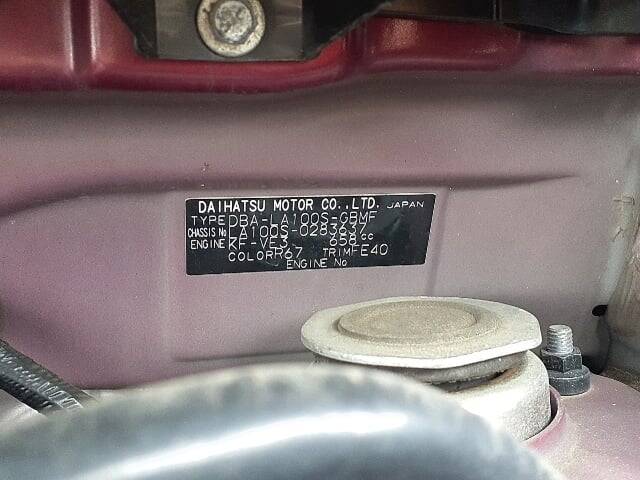 DAIHATSU MOTOR CO.,LTD. JAPAN
TYPE DBA-LA100S-GBMF
CHASSIS No LA100S-0283637
ENGINE KF-VE3 658cc
COLOR R67 TRIM FE40
ENGINE No